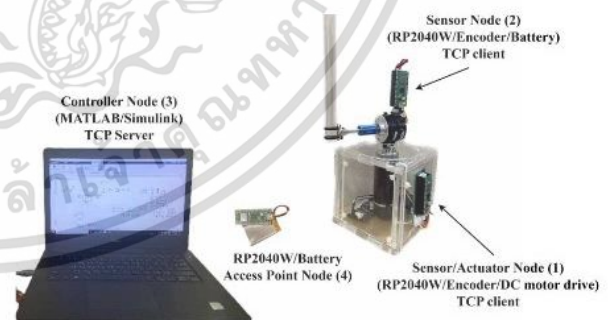 Sensor Node (2)
(RP2040W/Encoder/Battery)
TCP client
Controller Node (3)
(MATLAB/Simulink)
TCP Server
RP2040W/Battery
Access Point Node (4)
Sensor/Actuator Node (1)
(RP2040W/Encoder/DC motor drive)
TCP client